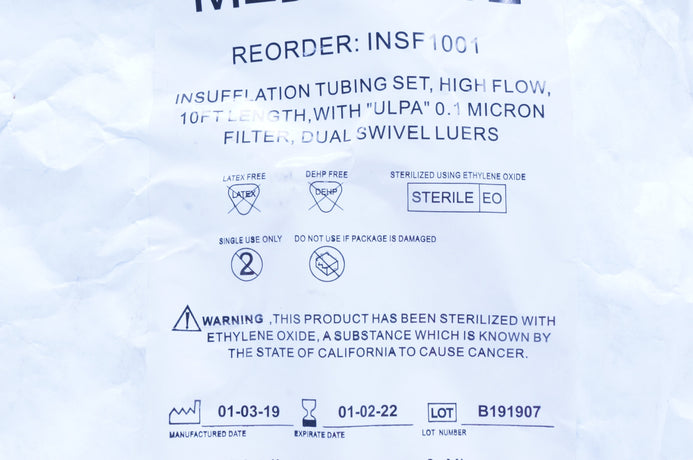 REORDER: INSF1001
INSUFFLATION TUBING SET, HIGH FLOW,
10FT LENGTH, WITH "ULPA" 0.1 MICRON
FILTER, DUAL SWIVEL LUERS
LATEX FREE DEHP FREE STERILIZED USING ETHYLENE OXIDE
LATEX DEHP STERILE EO
SINGLE USE ONLY DO NOT USE IF PACKAGE IS DAMAGED
2
WARNING ,THIS PRODUCT HAS BEEN STERILIZED WITH
ETHYLENE OXIDE, A SUBSTANCE WHICH IS KNOWN BY
THE STATE OF CALIFORNIA TO CAUSE CANCER.
01-03-19 01-02-22 LOT B191907
MANUFACTURED DATE EXPIRATE DATE LOT NUMBER